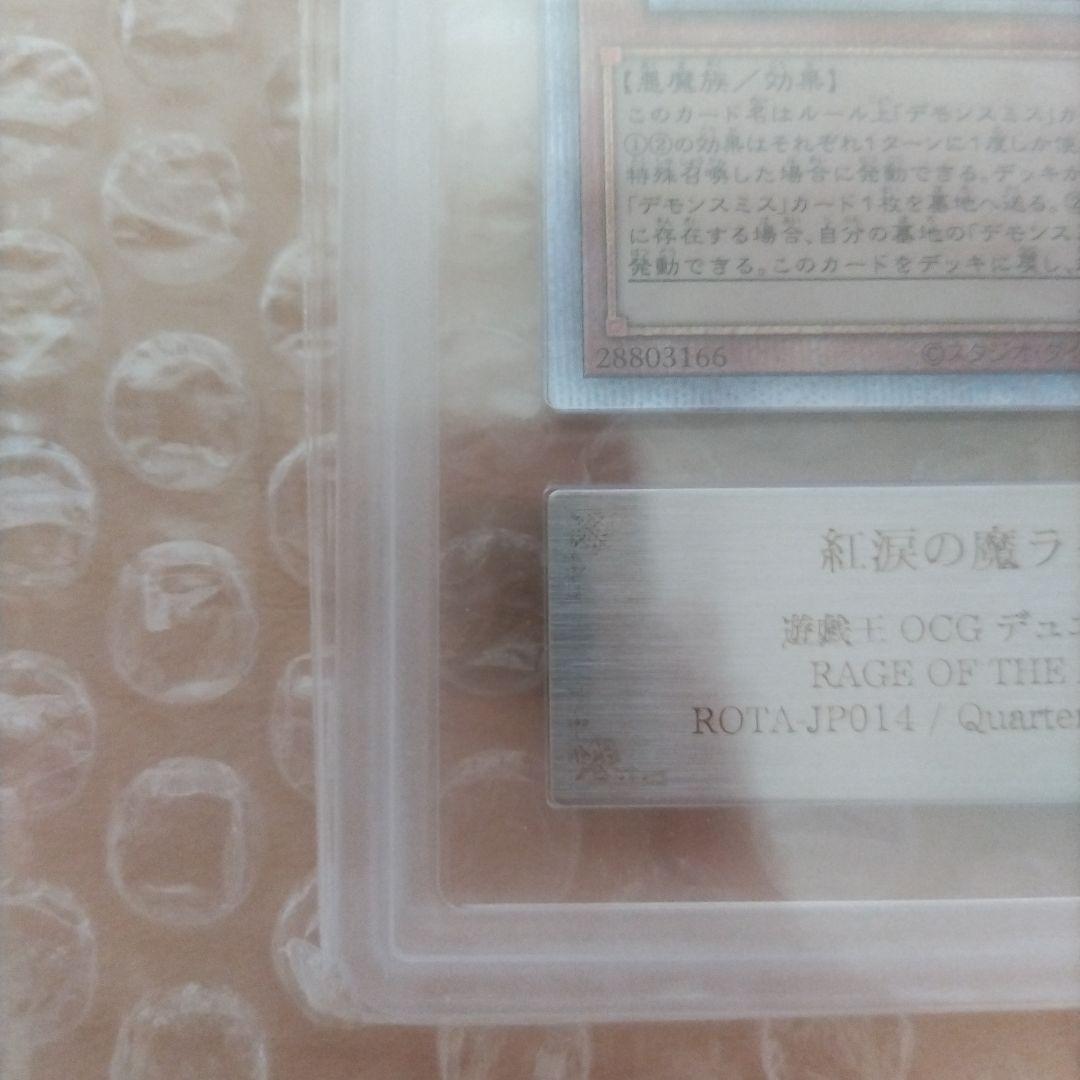 【悪魔族／効果】
このカード名はルール上「デモンスミス」カ
①②の効果はそれぞれ1ターンに1度しか使
特殊召喚した場合に発動できる。デッキか
「デモンスミス」カード1枚を墓地へ送る。②
に存在する場合、自分の墓地の「デモンス
発動できる。このカードをデッキに戻し、
28803166 ©スタジオ・ダイ
紅涙の魔ラ
遊戯王 OCG デュエ
RAGE OF THE
ROTA-JP014 / Quarter